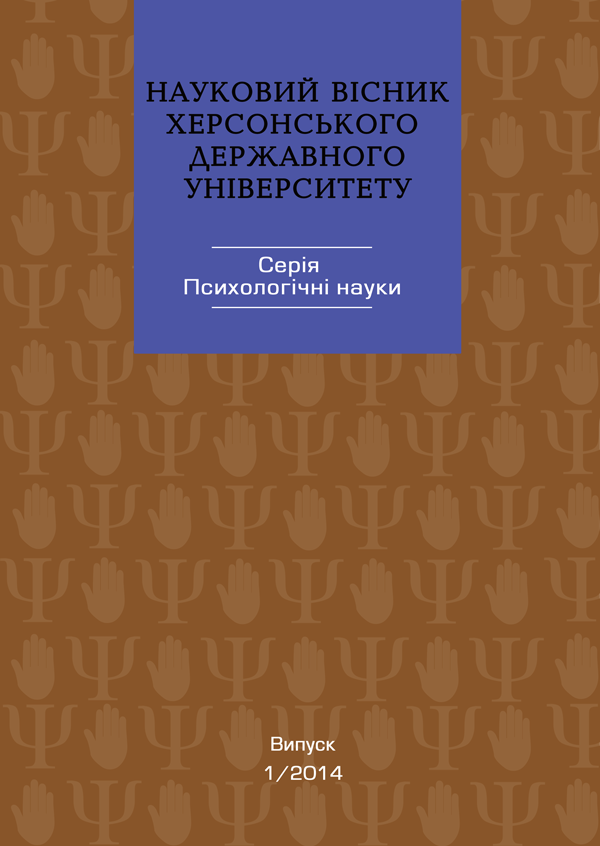 НАУКОВИЙ ВІСНИК
ХЕРСОНСЬКОГО
ДЕРЖАВНОГО
УНІВЕРСИТЕТУ
Серія
Психологічні науки
Випуск
1/2014